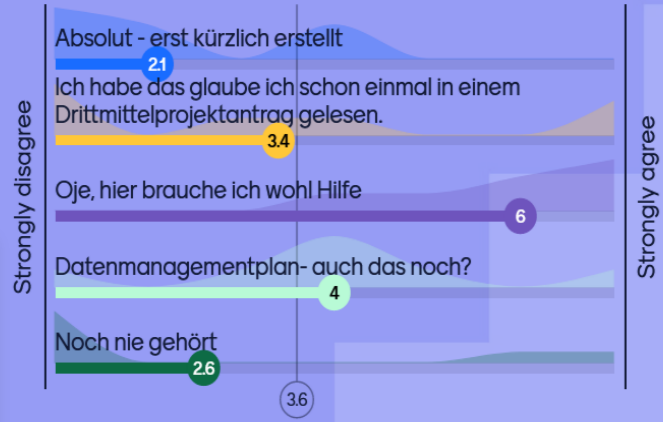 Absolut - erst kürzlich erstellt
2.1
Ich habe das glaube ich schon einmal in einem
Drittmittelprojektantrag gelesen.
3.4
Oje, hier brauche ich wohl Hilfe
6
Datenmanagementplan- auch das noch?
4
Noch nie gehört
2.6
3.6
Strongly disagree
Strongly agree